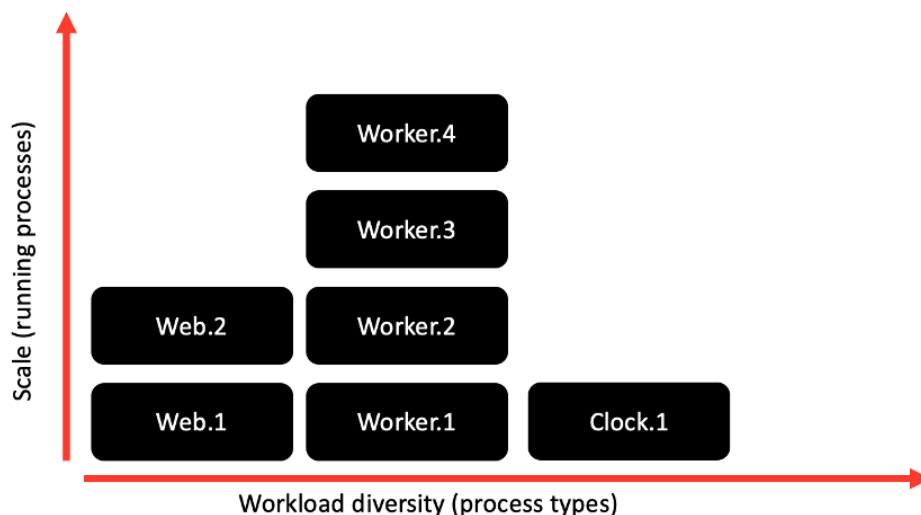 Scale (running processes)
Worker.4
Worker.3
Web.2
Worker.2
Web.1
Worker.1
Clock.1
Workload diversity (process types)